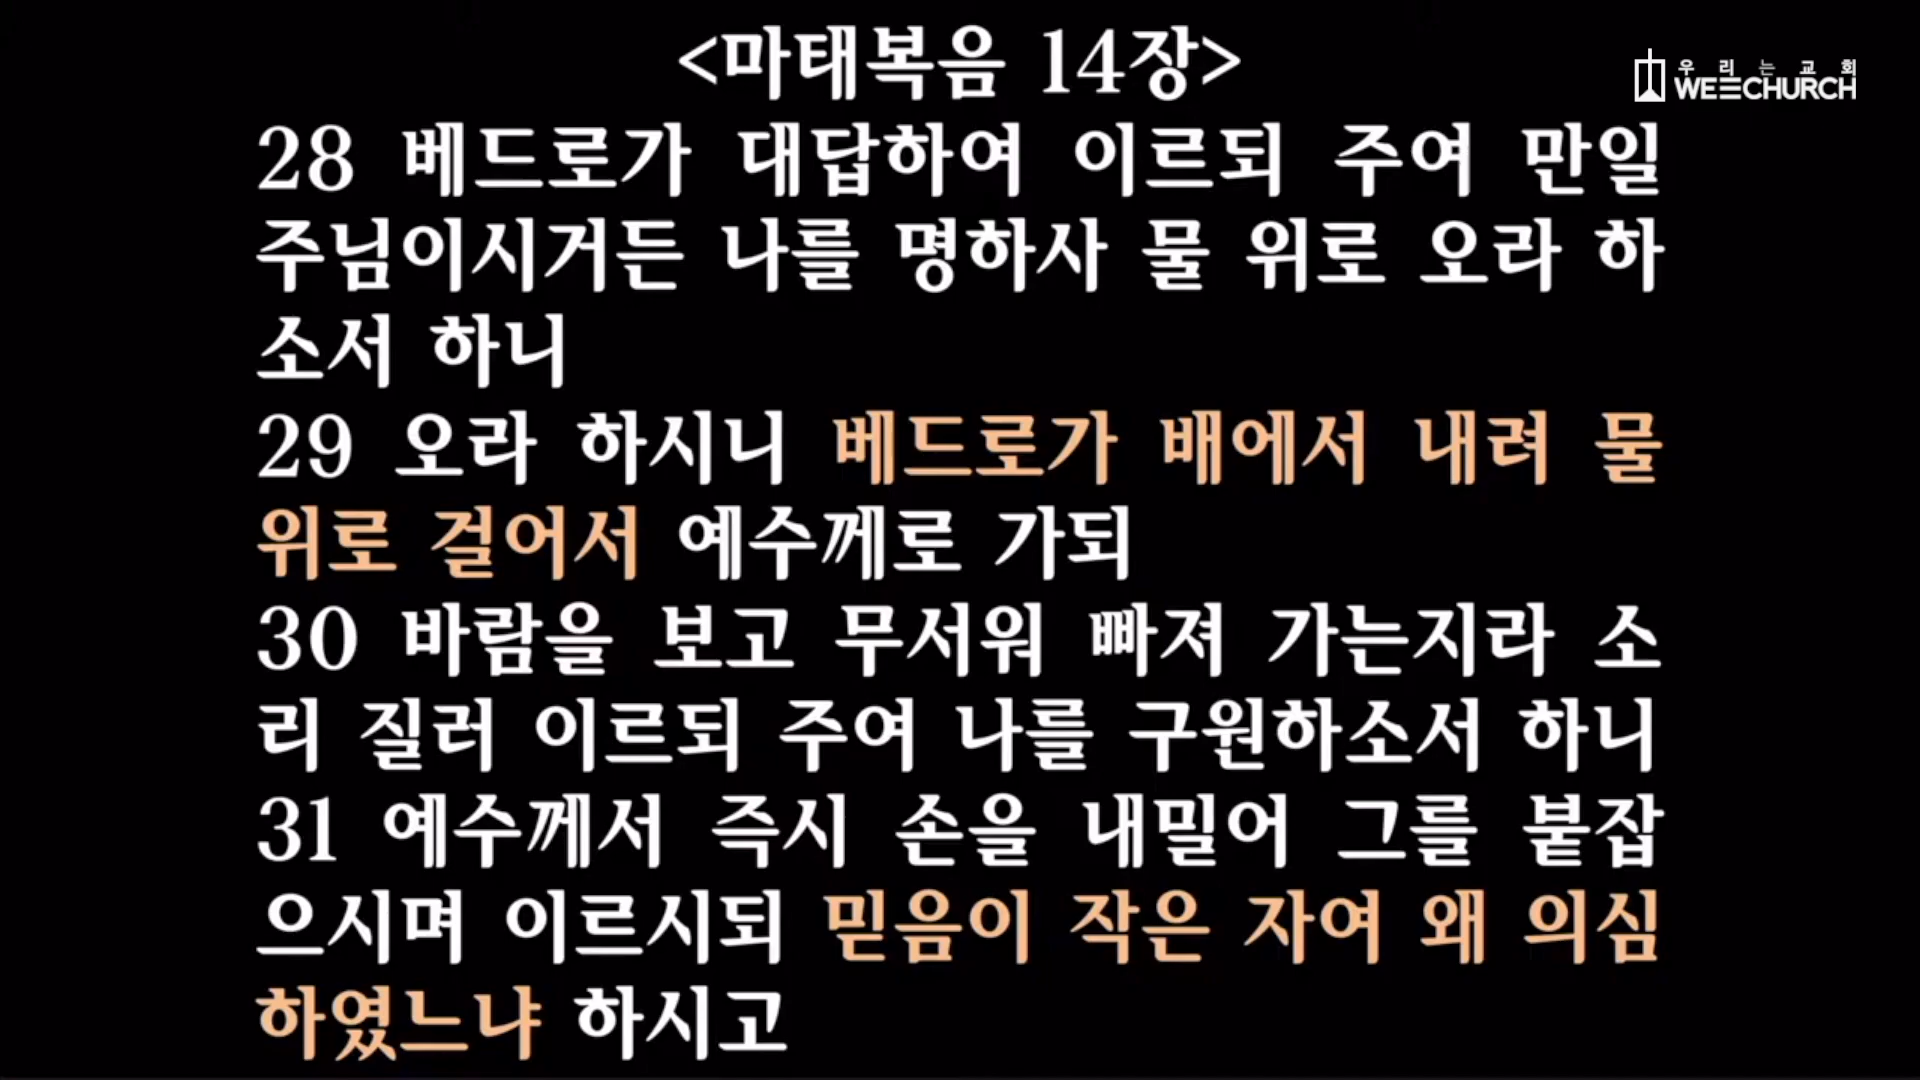 <마태복음 14장>
우리는교회
WEECHURCH
28 베드로가 대답하여 이르되 주여 만일
주님이시거든 나를 명하사 물 위로 오라 하
소서 하니
29 오라 하시니 베드로가 배에서 내려 물
위로 걸어서 예수께로 가되
30 바람을 보고 무서워 빠져 가는지라 소
리 질러 이르되 주여 나를 구원하소서 하니
31 예수께서 즉시 손을 내밀어 그를 붙잡
으시며 이르시되 믿음이 작은 자여 왜 의심
하였느냐 하시고